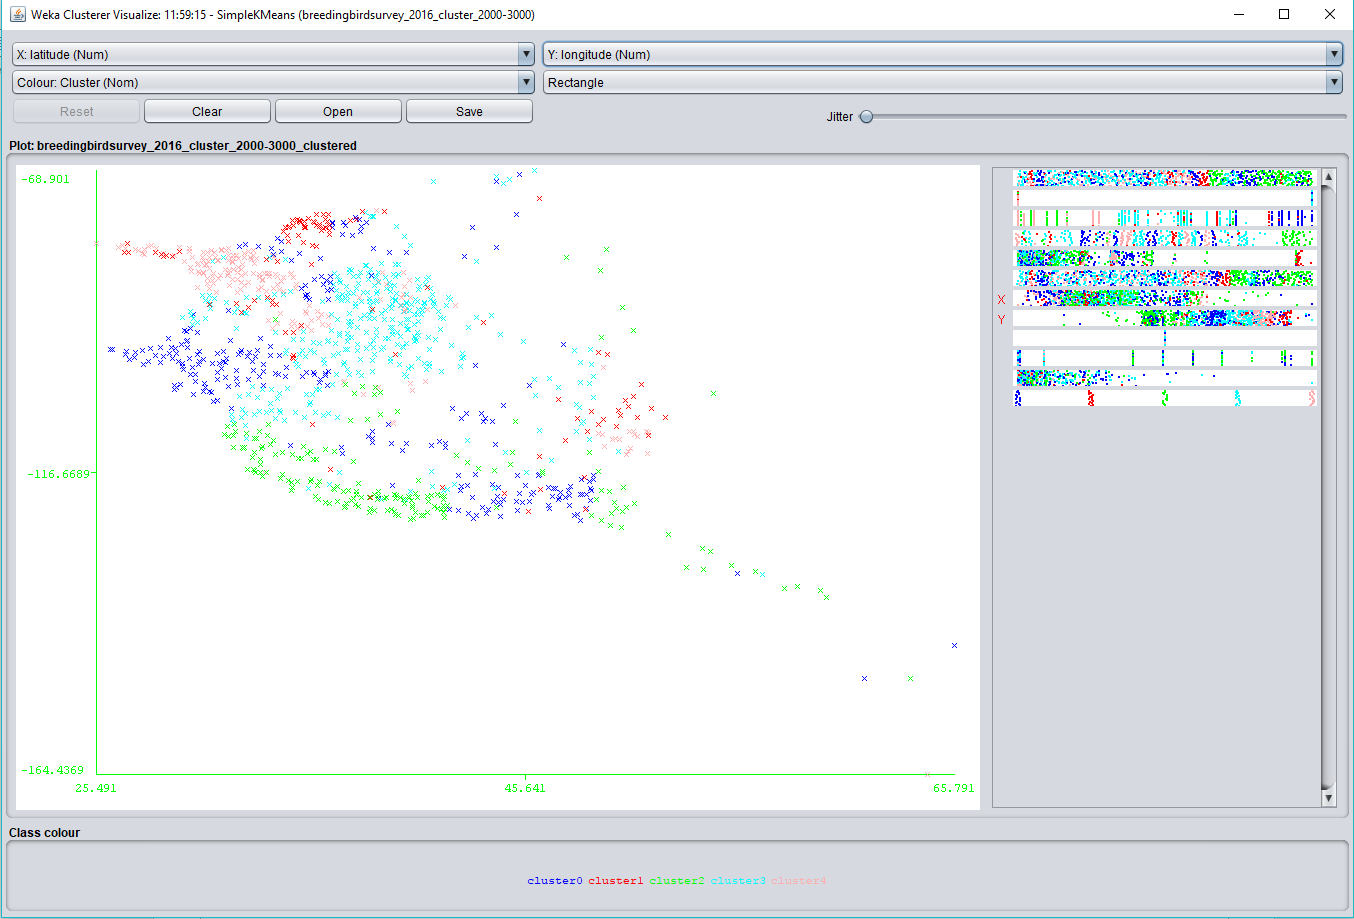 Weka Clusterer Visualize: 11:59:15 - SimpleKMeans (breedingbirdsurvey_2016_cluster_2000-3000)
X: latitude (Num) Y: longitude (Num)
Colour: Cluster (Nom) Rectangle
Reset Clear Open Save Jitter
Plot: breedingbirdsurvey_2016_cluster_2000-3000_clustered
-68.901
X
Y
-116.6689
-164.4369
25.491 45.641 65.791
Class colour
cluster0 cluster1 cluster2 cluster3 cluster4